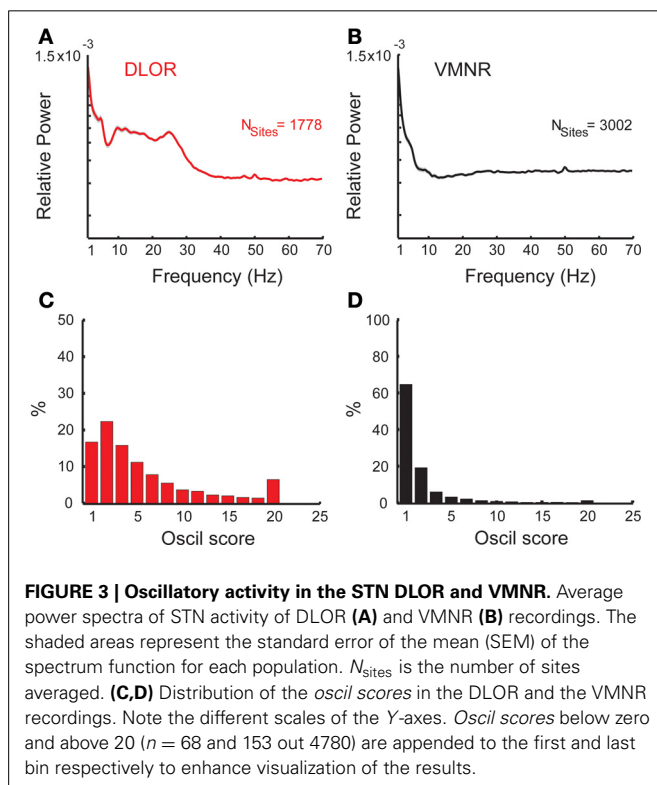 A
B
1.5x10 -3
1.5x10 -3
DLOR
VMNR
N Sites = 1778
N Sites = 3002
Relative Power
Relative Power
1 10 20 30 40 50 60 70
1 10 20 30 40 50 60 70
Frequency (Hz)
Frequency (Hz)
C
D
50
40
30
20
10
0
%
1 5 10 15 20 25
Oscil score
100
80
60
40
20
0
%
1 5 10 15 20 25
Oscil score
FIGURE 3 | Oscillatory activity in the STN DLOR and VMNR. Average
power spectra of STN activity of DLOR (A) and VMNR (B) recordings. The
shaded areas represent the standard error of the mean (SEM) of the
spectrum function for each population. Nsites is the number of sites
averaged. (C,D) Distribution of the oscil scores in the DLOR and the VMNR
recordings. Note the different scales of the Y-axes. Oscil scores below zero
and above 20 (n = 68 and 153 out 4780) are appended to the first and last
bin respectively to enhance visualization of the results.